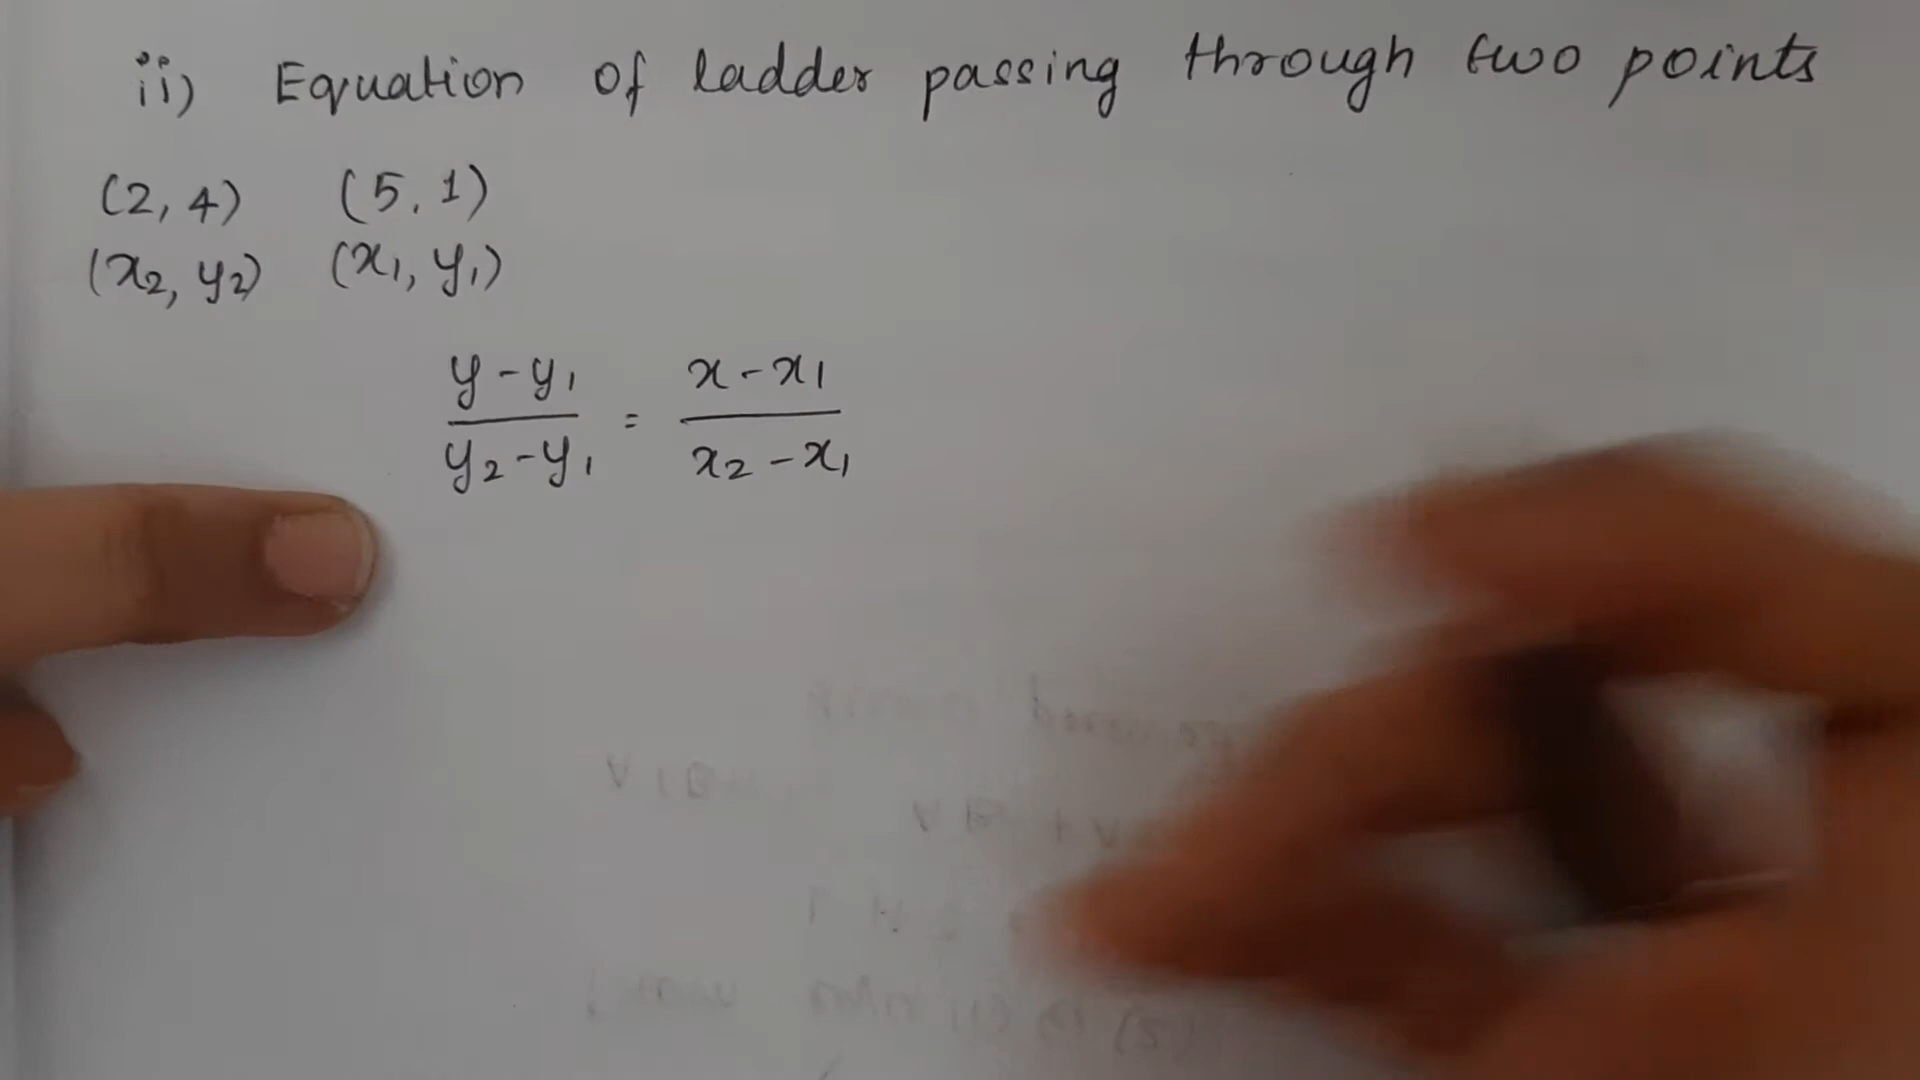 ii) Equation of ladder passing through two points
(2, 4) (5, 1)
(x₂, y₂) (x₁, y₁)
y - y₁ / y₂ - y₁ = x - x₁ / x₂ - x₁